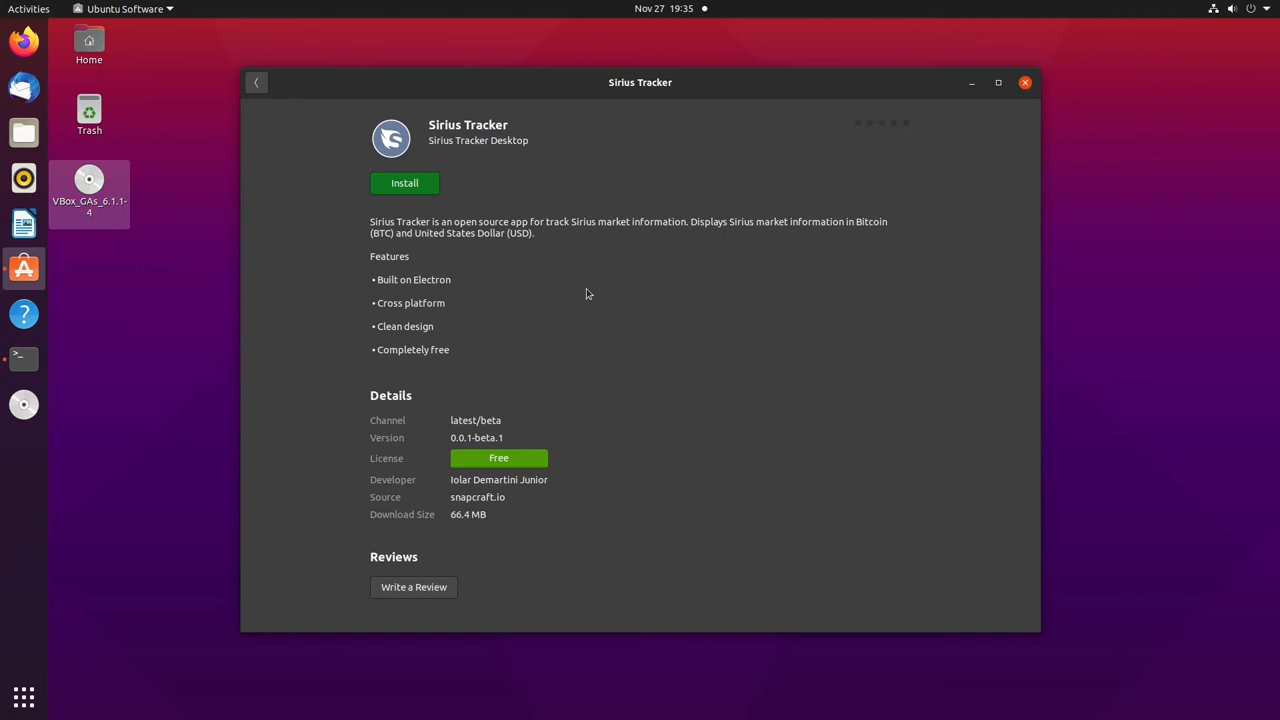 Activities
Ubuntu Software
Nov 27 19:35
Home
Trash
VBox_GAs_6.1.1-
4
Sirius Tracker
Sirius Tracker
Sirius Tracker Desktop
Install
Sirius Tracker is an open source app for track Sirius market information. Displays Sirius market information in Bitcoin
(BTC) and United States Dollar (USD).
Features
• Built on Electron
• Cross platform
• Clean design
• Completely free
Details
Channel latest/beta
Version 0.0.1-beta.1
License Free
Developer Iolar Demartini Junior
Source snapcraft.io
Download Size 66.4 MB
Reviews
Write a Review